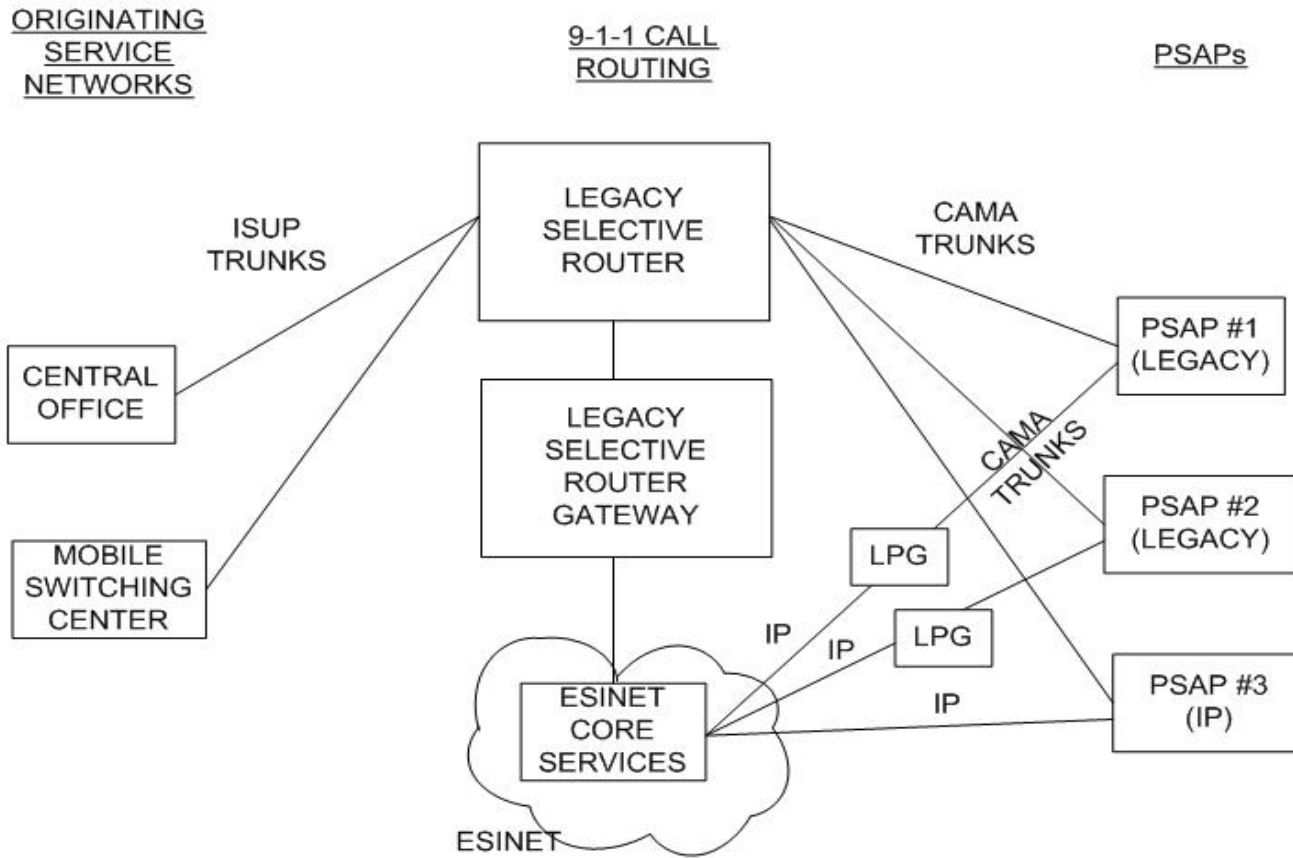 ORIGINATING
SERVICE
NETWORKS
9-1-1 CALL
ROUTING
PSAPs
LEGACY
SELECTIVE
ROUTER
ISUP
TRUNKS
CAMA
TRUNKS
PSAP #1
(LEGACY)
CENTRAL
OFFICE
LEGACY
SELECTIVE
ROUTER
GATEWAY
CAMA
TRUNKS
PSAP #2
(LEGACY)
MOBILE
SWITCHING
CENTER
LPG
LPG
IP
IP
IP
ESINET
CORE
SERVICES
PSAP #3
(IP)
ESINET